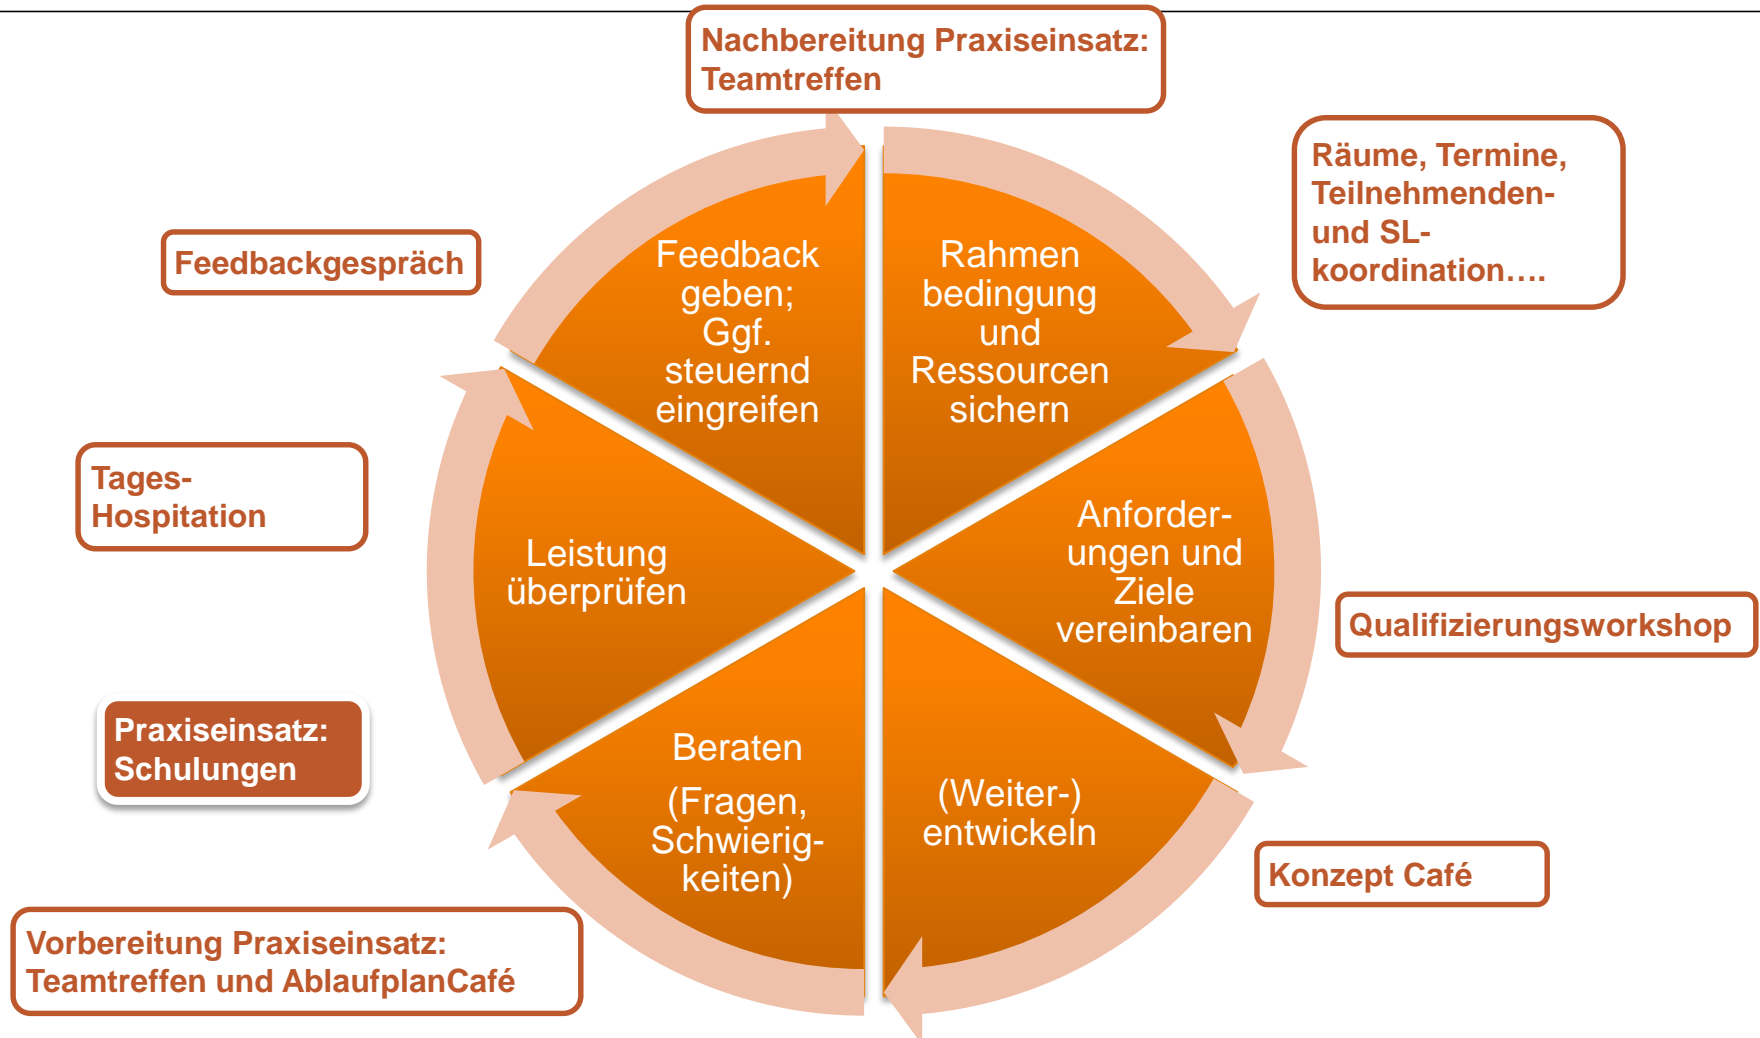 Nachbereitung Praxiseinsatz:
Teamtreffen
Räume, Termine,
Teilnehmenden-
und SL-
koordination….
Feedbackgespräch
Feedback
geben;
Ggf.
steuernd
eingreifen
Rahmen
bedingung
und
Ressourcen
sichern
Tages-
Hospitation
Leistung
überprüfen
Anforder-
ungen und
Ziele
vereinbaren
Qualifizierungsworkshop
Praxiseinsatz:
Schulungen
Beraten
(Fragen,
Schwierig-
keiten)
(Weiter-)
entwickeln
Konzept Café
Vorbereitung Praxiseinsatz:
Teamtreffen und AblaufplanCafé